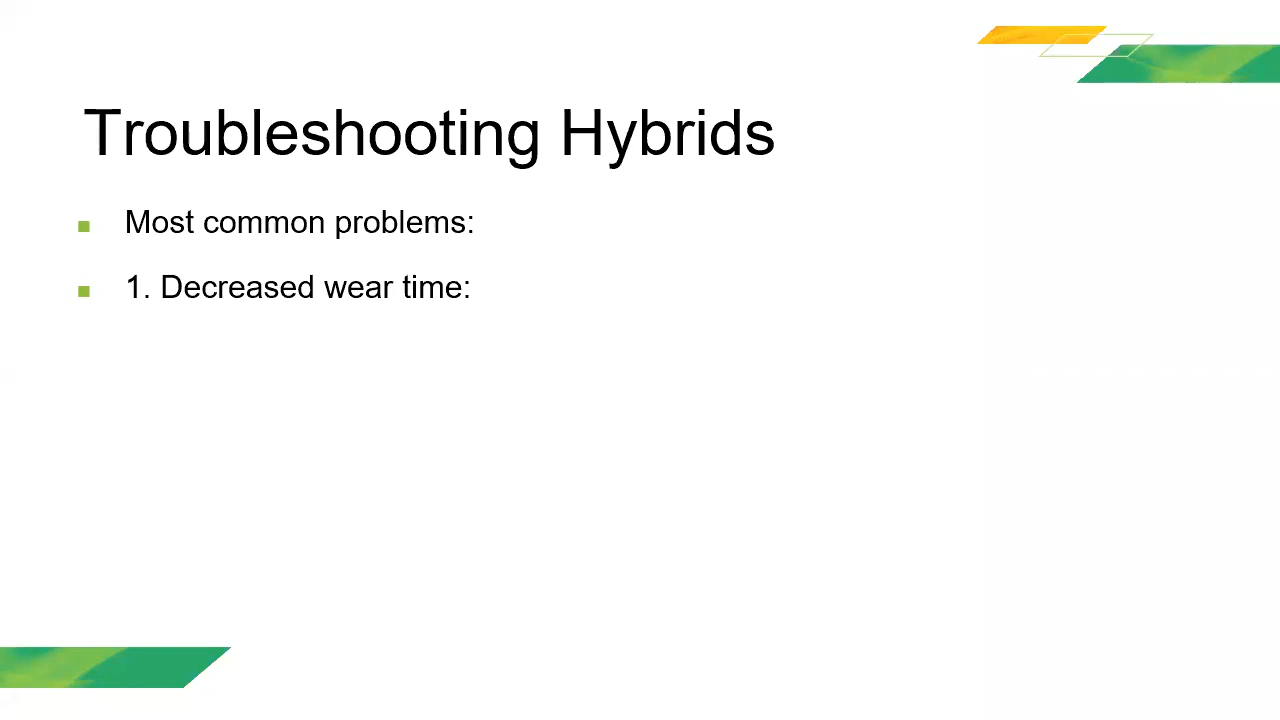 Troubleshooting Hybrids
Most common problems:
1. Decreased wear time: